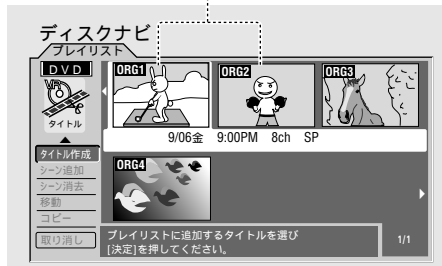 ディスクナビ
プレイリスト
DVD
VR
タイトル
ORG1
ORG2
ORG3
9/06金 9:00PM 8ch SP
タイトル作成
シーン追加
シーン消去
移動
コピー
取り消し
ORG4
プレイリストに追加するタイトルを選び
[決定]を押してください。
1/1